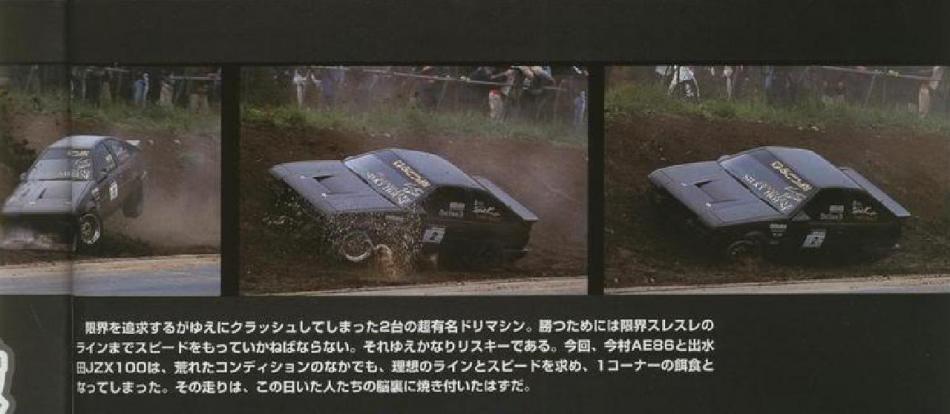 限界を追求するがゆえにクラッシュしてしまった2台の超有名ドリマシン。勝つためには限界スレスレの
ラインまでスピードをもっていかねばならない。それゆえかなりリスキーである。今回、今村AE86と出水
田JZX100は、荒れたコンディションのなかでも、理想のラインとスピードを求め、1コーナーの餌食と
なってしまった。その走りは、この日いた人たちの脳裏に焼き付いたはずだ。